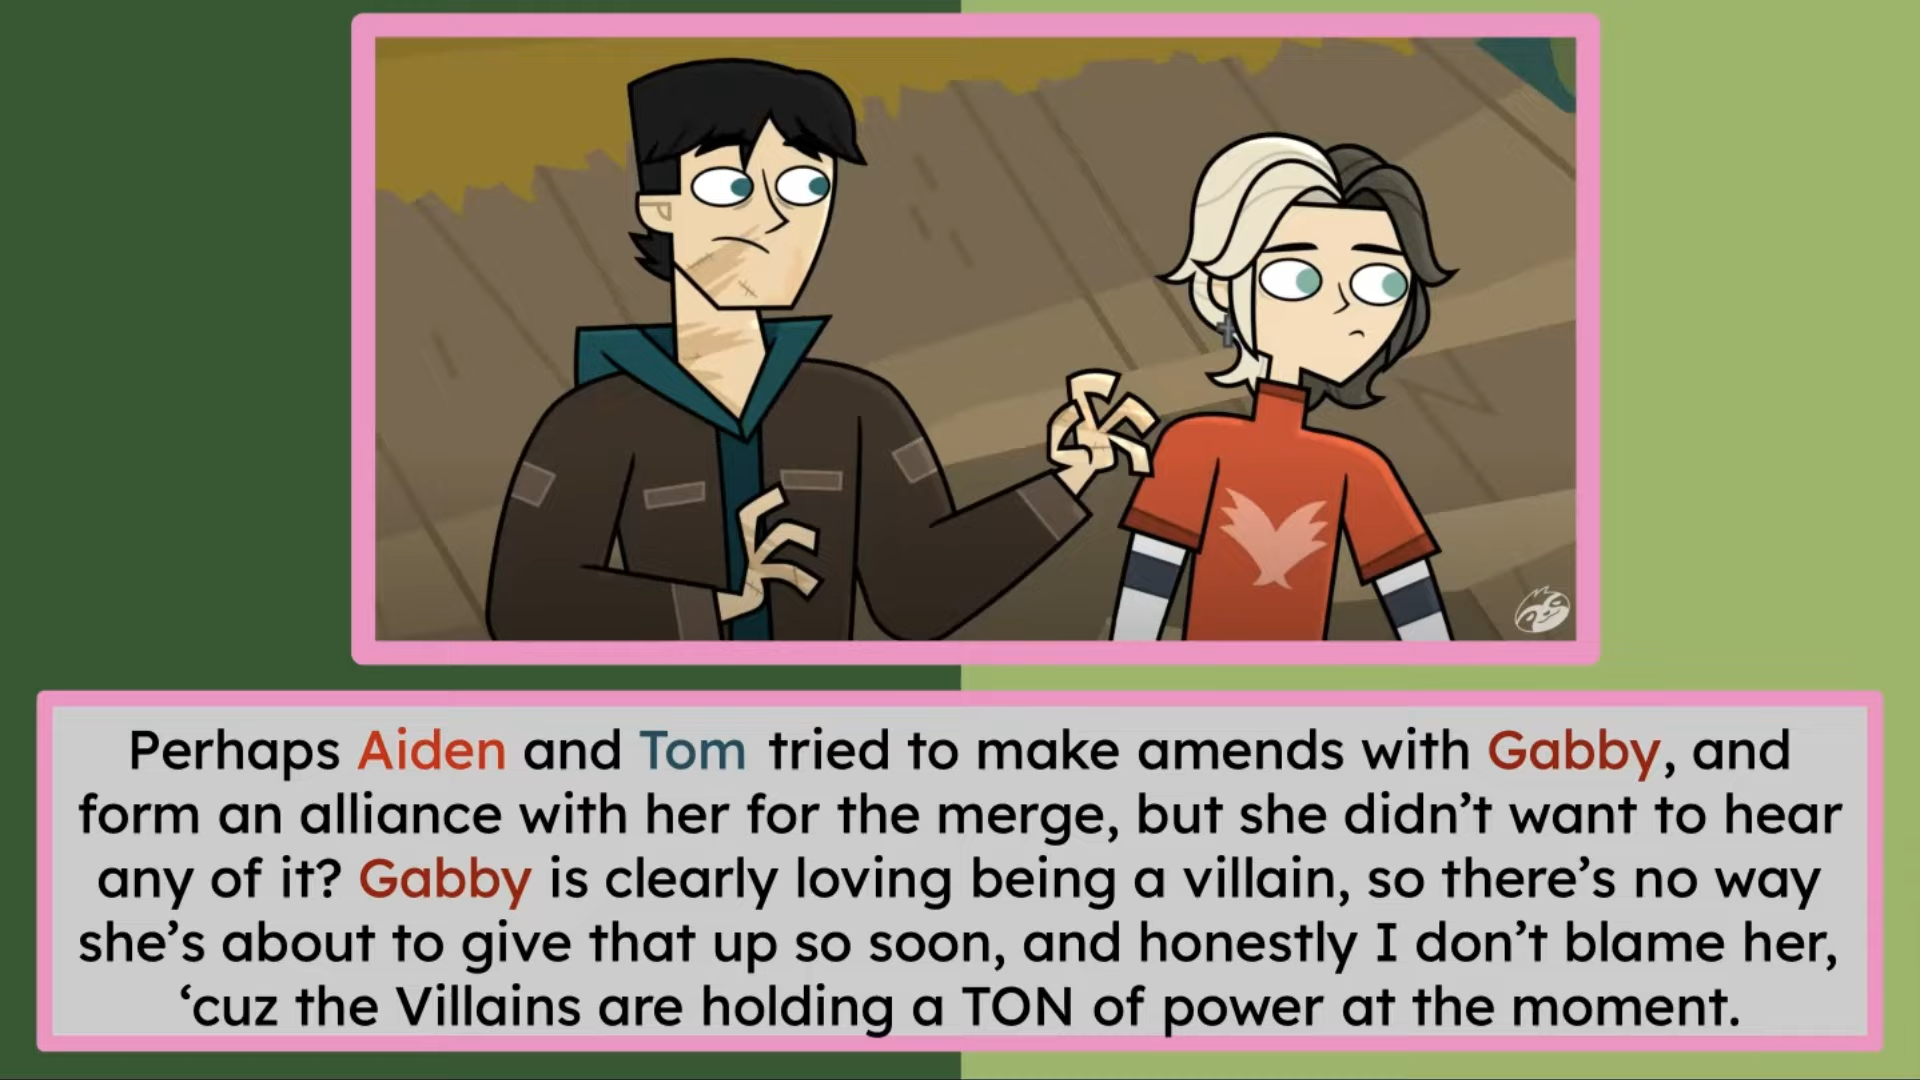 Perhaps Aiden and Tom tried to make amends with Gabby, and
form an alliance with her for the merge, but she didn’t want to hear
any of it? Gabby is clearly loving being a villain, so there’s no way
she’s about to give that up so soon, and honestly I don’t blame her,
‘cuz the Villains are holding a TON of power at the moment.